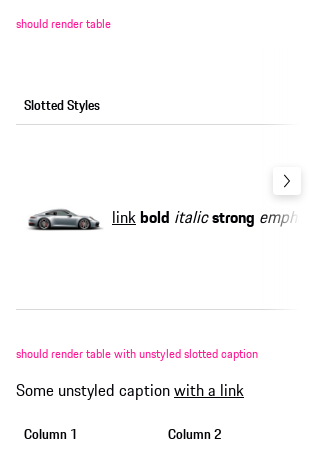 should render table
Slotted Styles
link bold italic strong emph
should render table with unstyled slotted caption
Some unstyled caption with a link
Column 1 Column 2